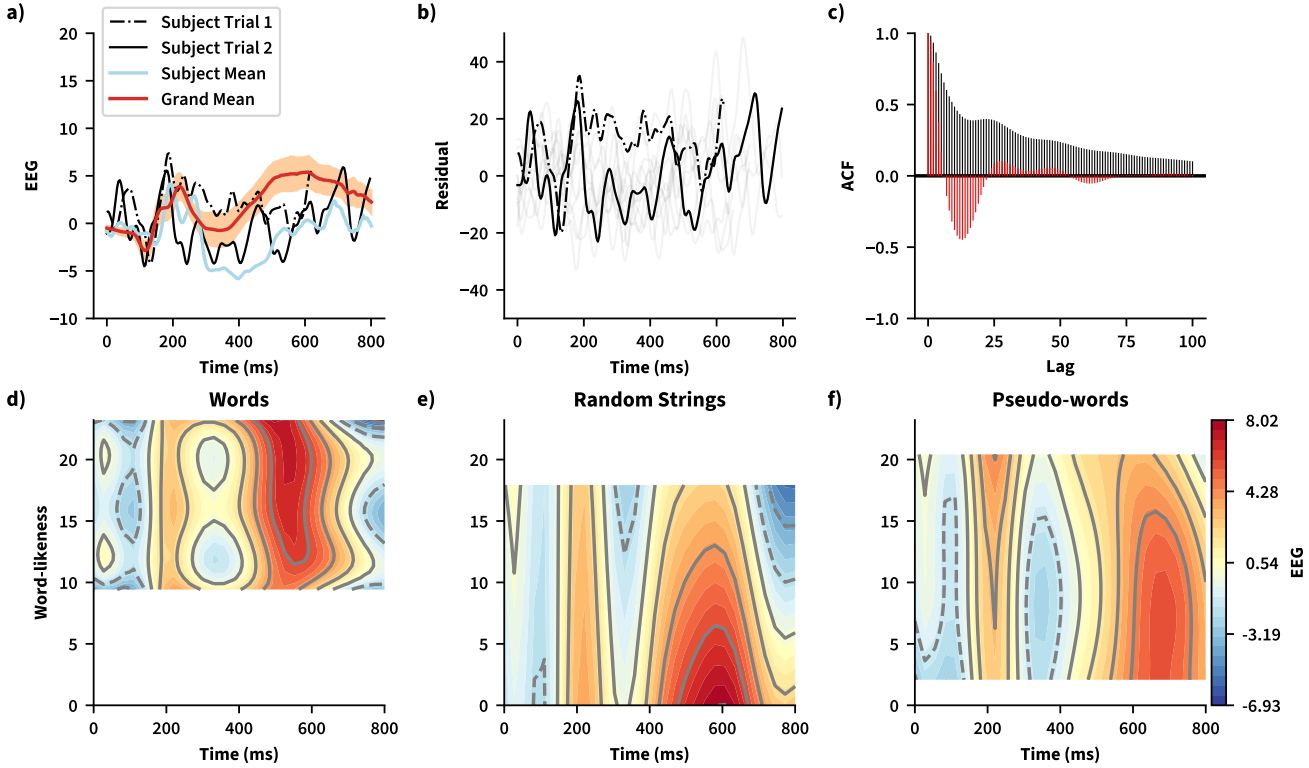 a)
Subject Trial 1
Subject Trial 2
Subject Mean
Grand Mean
20
15
10
5
0
−5
−10
EEG
0
200
400
600
800
Time (ms)
b)
40
20
0
−20
−40
Residual
0
200
400
600
800
Time (ms)
c)
1.0
0.5
0.0
−0.5
−1.0
ACF
0
25
50
75
100
Lag
d)
Words
20
15
10
5
0
Word-likeness
0
200
400
600
800
Time (ms)
e)
Random Strings
20
15
10
5
0
0
200
400
600
800
Time (ms)
f)
Pseudo-words
20
15
10
5
0
0
200
400
600
800
Time (ms)
8.02
4.28
0.54
-3.19
-6.93
EEG